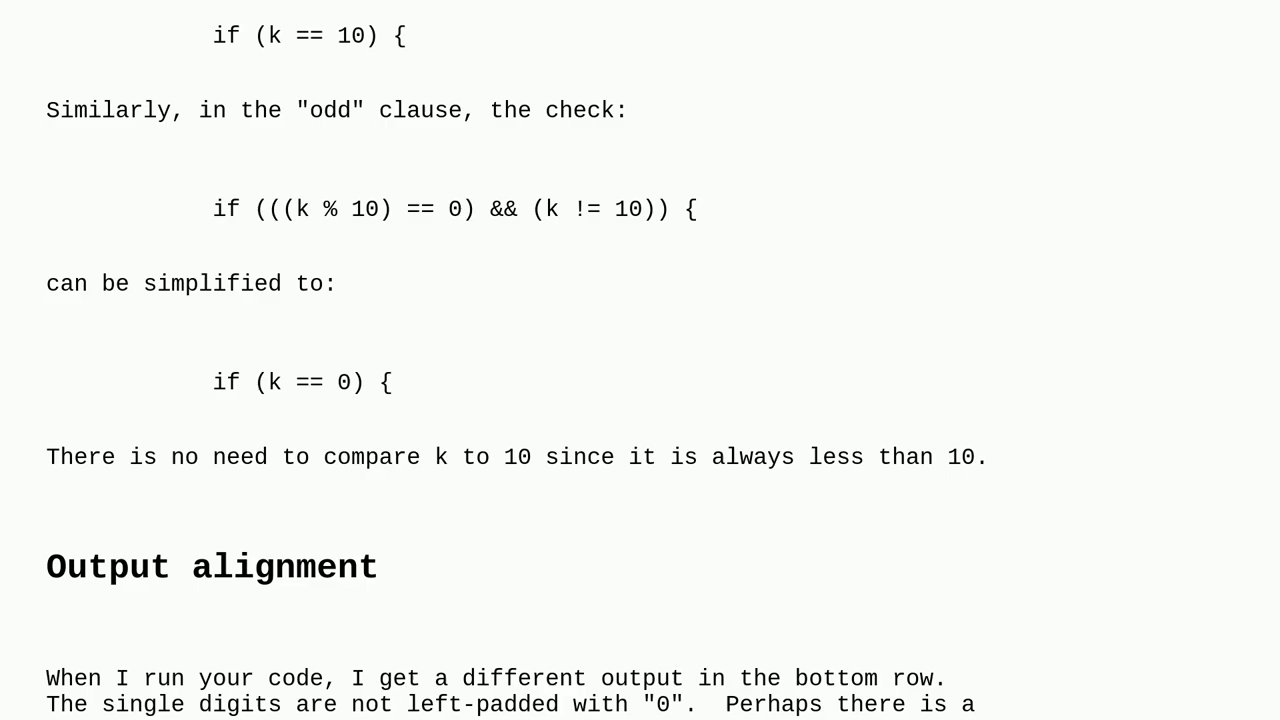 if (k == 10) {
Similarly, in the "odd" clause, the check:
if (((k % 10) == 0) && (k != 10)) {
can be simplified to:
if (k == 0) {
There is no need to compare k to 10 since it is always less than 10.
Output alignment
When I run your code, I get a different output in the bottom row.
The single digits are not left-padded with "0".  Perhaps there is a